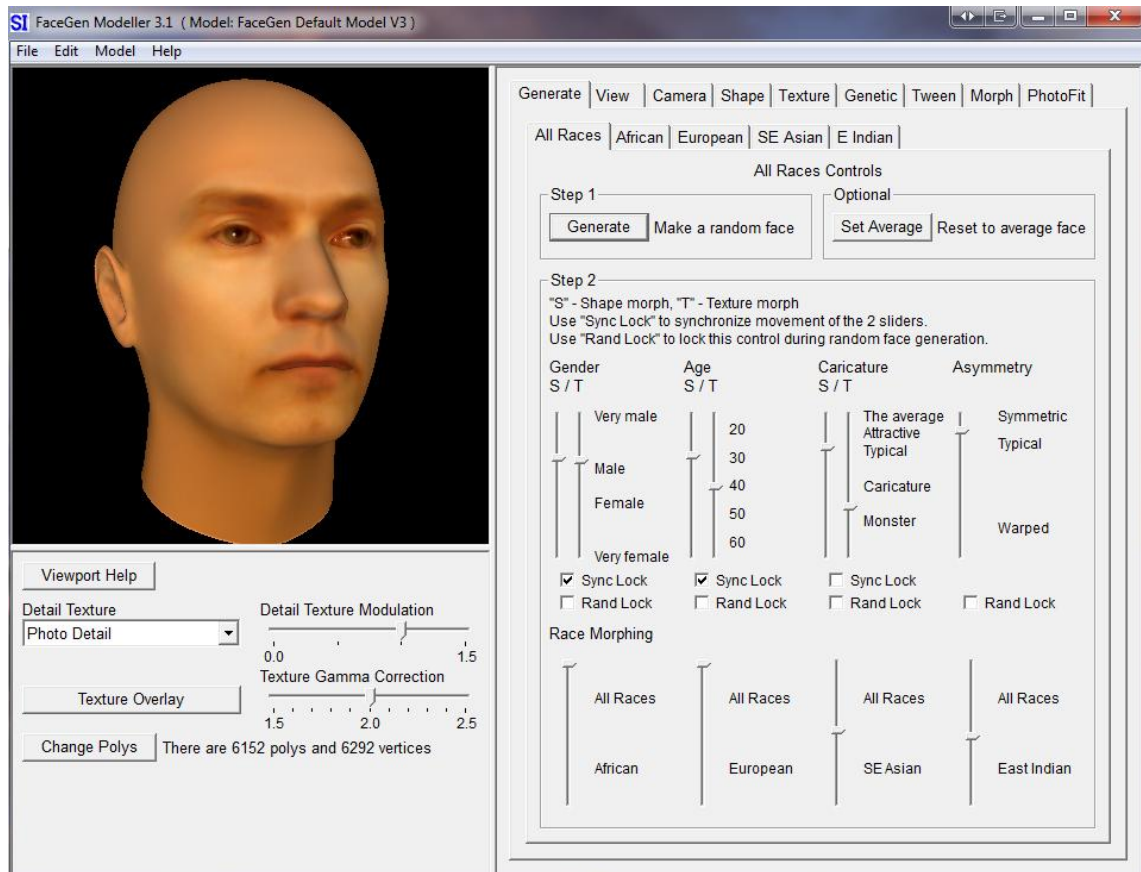 SI FaceGen Modeller 3.1 ( Model: FaceGen Default Model V3 )
File Edit Model Help
Generate View Camera Shape Texture Genetic Tween Morph PhotoFit
All Races African European SE Asian E Indian
All Races Controls
Step 1
Generate Make a random face
Optional
Set Average Reset to average face
Step 2
"S" - Shape morph, "T" - Texture morph
Use "Sync Lock" to synchronize movement of the 2 sliders.
Use "Rand Lock" to lock this control during random face generation.
Gender
S / T
Very male
Male
Female
Very female
Sync Lock
Rand Lock
Age
S / T
20
30
40
50
60
Sync Lock
Rand Lock
Caricature
S / T
The average
Attractive
Typical
Caricature
Monster
Sync Lock
Rand Lock
Asymmetry
Symmetric
Typical
Warped
Rand Lock
Race Morphing
All Races
African
All Races
European
All Races
SE Asian
All Races
East Indian
Viewport Help
Detail Texture
Photo Detail
Detail Texture Modulation
0.0 1.5
Texture Overlay
Texture Gamma Correction
1.5 2.0 2.5
Change Polys There are 6152 polys and 6292 vertices